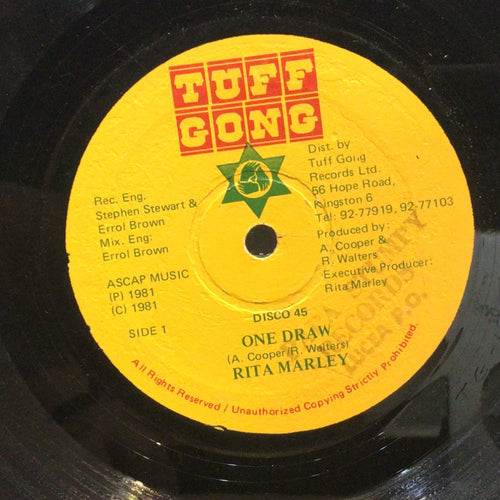 TUFF
GONG
Rec. Eng.
Stephen Stewart &
Errol Brown
Mix. Eng:
Errol Brown
ASCAP MUSIC
(P) 1981
(C) 1981
SIDE 1
Dist. by
Tuff Gong
Records Ltd.
56 Hope Road,
Kingston 6
Tel: 92-77919, 92-77103
Produced by:
A. Cooper &
R. Walters
Executive Producer:
Rita Marley
DISCO 45
ONE DRAW
(A. Cooper/R. Walters)
RITA MARLEY
RECORDS
LUCEA P.O.
All Rights Reserved / Unauthorized Copying Strictly Prohibited.